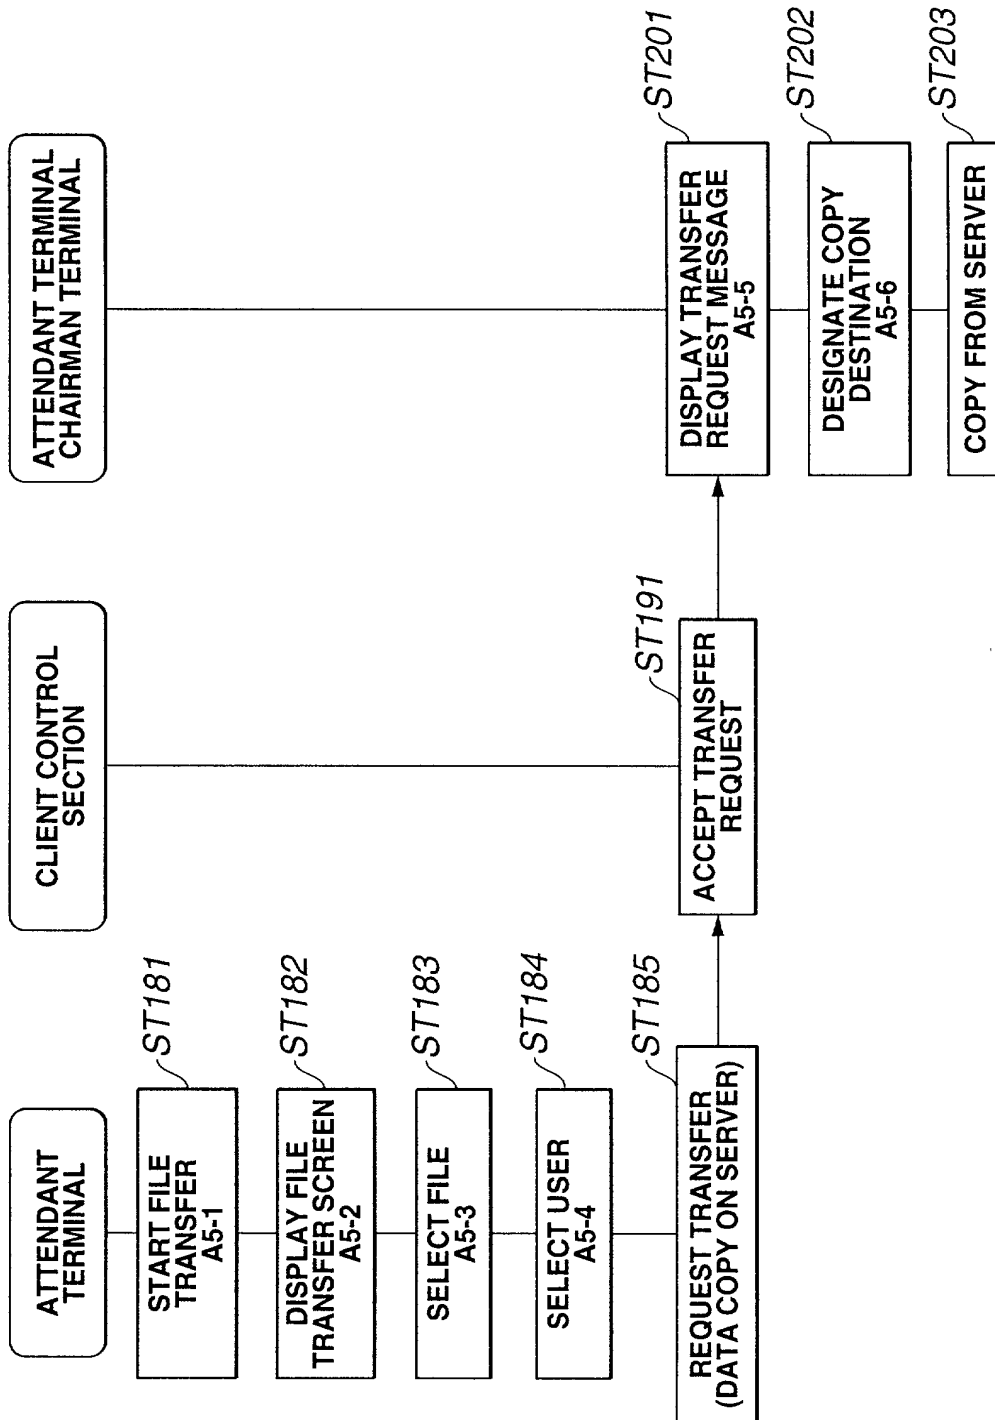 ATTENDANT
TERMINAL
START FILE
TRANSFER
A5-1
ST181
DISPLAY FILE
TRANSFER SCREEN
A5-2
ST182
SELECT FILE
A5-3
ST183
SELECT USER
A5-4
ST184
REQUEST TRANSFER
(DATA COPY ON SERVER)
ST185
CLIENT CONTROL
SECTION
ACCEPT TRANSFER
REQUEST
ST191
ATTENDANT TERMINAL
CHAIRMAN TERMINAL
DISPLAY TRANSFER
REQUEST MESSAGE
A5-5
ST201
DESIGNATE COPY
DESTINATION
A5-6
ST202
COPY FROM SERVER
ST203